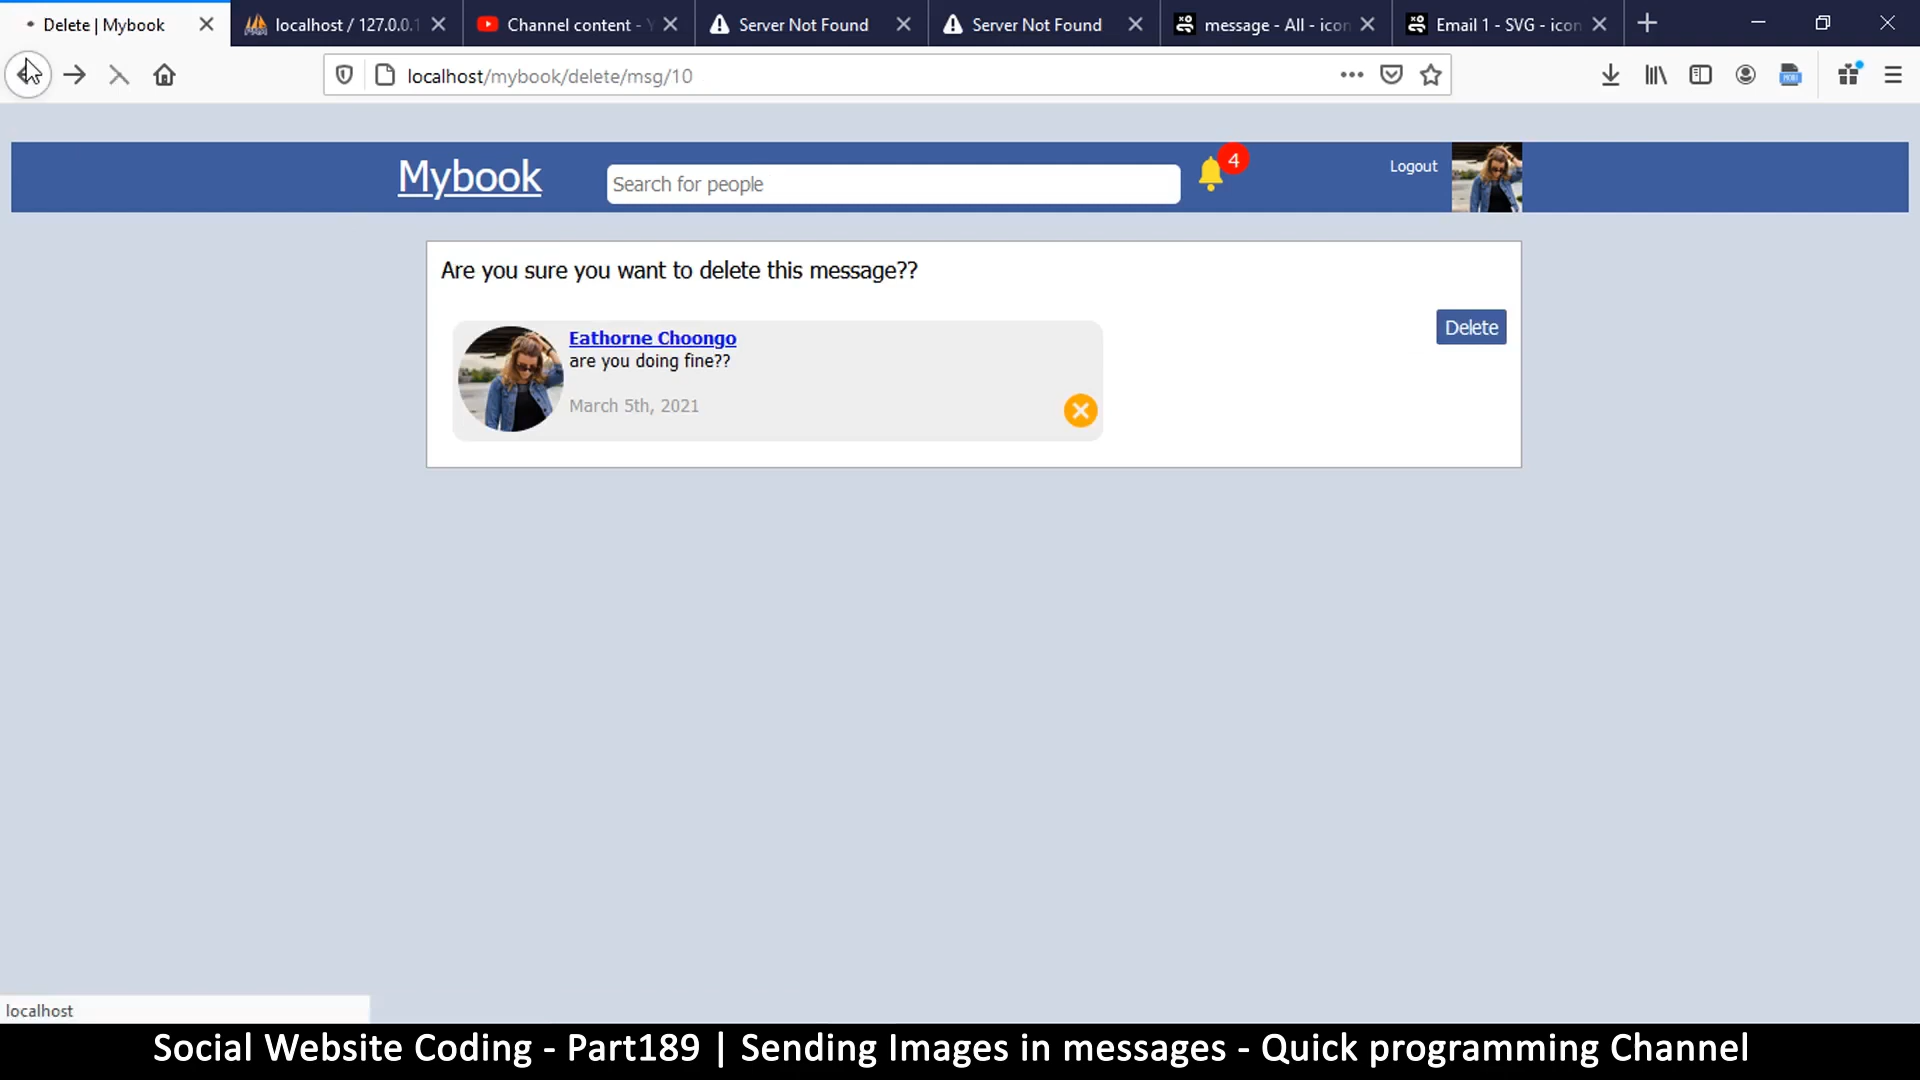 Delete | Mybook
localhost / 127.0.0.1
Channel content -
Server Not Found
Server Not Found
message - All - icon
Email 1 - SVG - icon
localhost/mybook/delete/msg/10
Mybook
Search for people
4
Logout
Are you sure you want to delete this message??
Eathorne Choongo
are you doing fine??
March 5th, 2021
Delete
localhost
Social Website Coding - Part189 | Sending Images in messages - Quick programming Channel